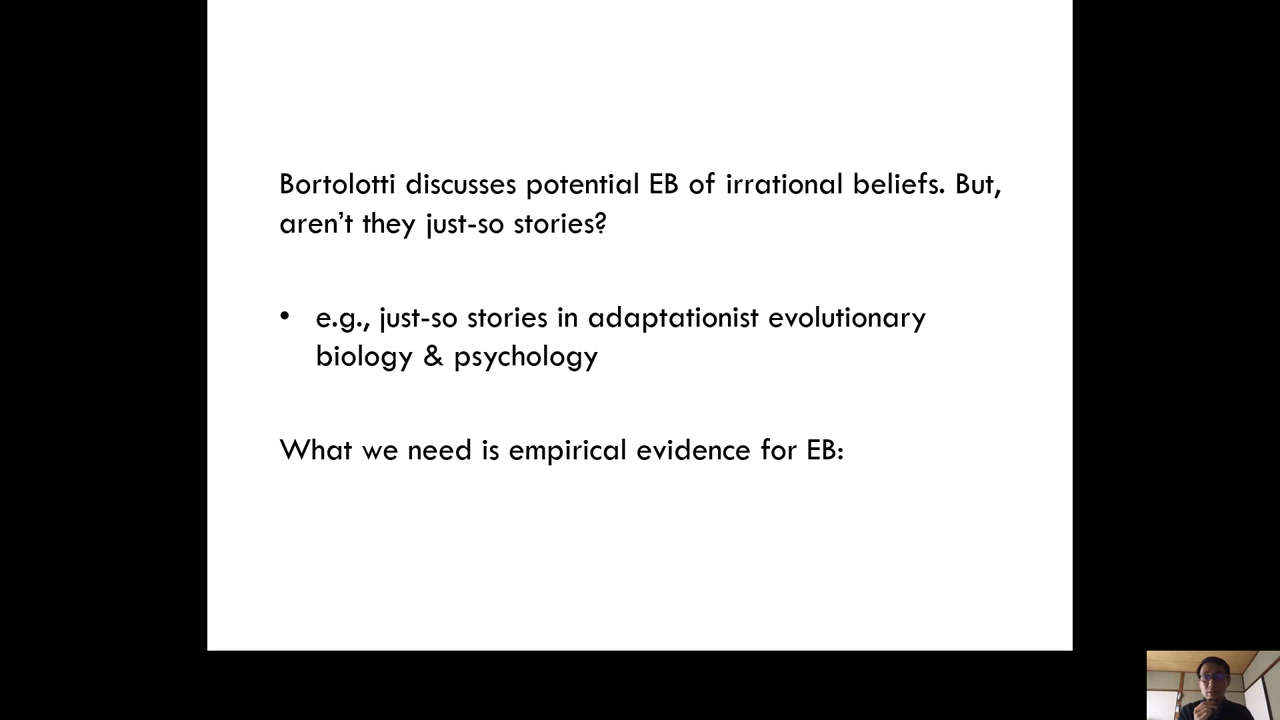 Bortolotti discusses potential EB of irrational beliefs. But,
aren’t they just-so stories?
• e.g., just-so stories in adaptationist evolutionary
biology & psychology
What we need is empirical evidence for EB: